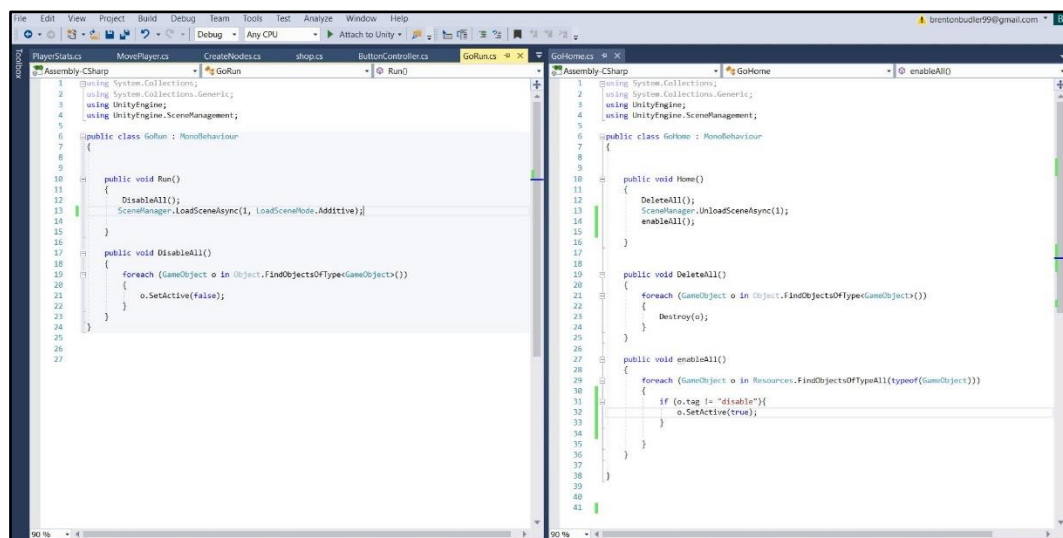 File Edit View Project Build Debug Team Tools Test Analyze Window Help
brentonbudler99@gmail.com
Debug Any CPU Attach to Unity
Toolbox
PlayerStats.cs MovePlayer.cs CreateNodes.cs shop.cs ButtonController.cs GoRun.cs
Assembly-CSharp GoRun Run()
1 using System.Collections;
2 using System.Collections.Generic;
3 using UnityEngine;
4 using UnityEngine.SceneManagement;
5
6 public class GoRun : MonoBehaviour
7 {
8
9
10 public void Run()
11 {
12 DisableAll();
13 SceneManager.LoadSceneAsync(1, LoadSceneMode.Additive);
14
15 }
16
17 public void DisableAll()
18 {
19 foreach (GameObject o in Object.FindObjectsOfType<GameObject>())
20 {
21 o.SetActive(false);
22 }
23 }
24 }
25
26
27
90 %
GoHome.cs
Assembly-CSharp GoHome enableAll()
1 using System.Collections;
2 using System.Collections.Generic;
3 using UnityEngine;
4 using UnityEngine.SceneManagement;
5
6 public class GoHome : MonoBehaviour
7 {
8
9
10 public void Home()
11 {
12 DeleteAll();
13 SceneManager.UnloadSceneAsync(1);
14 enableAll();
15
16 }
17
18
19 public void DeleteAll()
20 {
21 foreach (GameObject o in Object.FindObjectsOfType<GameObject>())
22 {
23 Destroy(o);
24 }
25 }
26
27 public void enableAll()
28 {
29 foreach (GameObject o in Resources.FindObjectsOfTypeAll(typeof(GameObject)))
30 {
31 if (o.tag != "disable"){
32 o.SetActive(true);
33 }
34
35 }
36 }
37
38 }
39
40
41
90 %